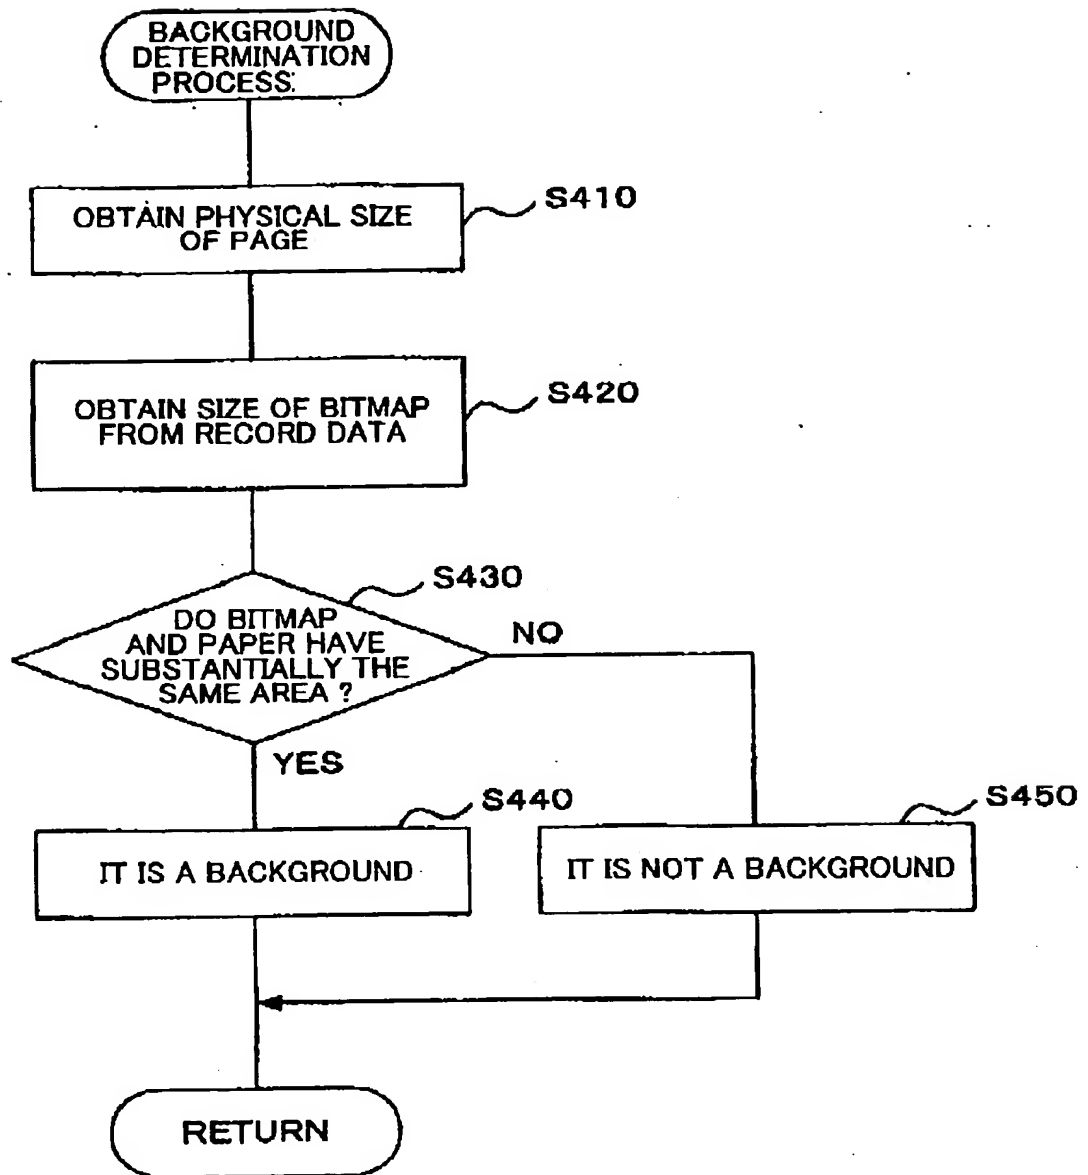 BACKGROUND
DETERMINATION
PROCESS:
S410
OBTAIN PHYSICAL SIZE
OF PAGE
S420
OBTAIN SIZE OF BITMAP
FROM RECORD DATA
S430
DO BITMAP
AND PAPER HAVE
SUBSTANTIALLY THE
SAME AREA ?
NO
YES
S440
IT IS A BACKGROUND
S450
IT IS NOT A BACKGROUND
RETURN